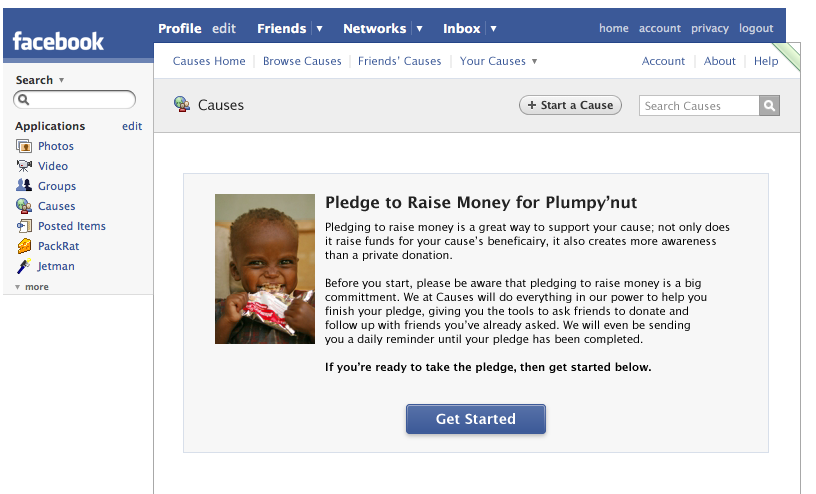 facebook
Profile edit Friends Networks Inbox home account privacy logout
Search
Applications edit
Photos
Video
Groups
Causes
Posted Items
PackRat
Jetman
more
Causes Home Browse Causes Friends' Causes Your Causes Account About Help
Causes + Start a Cause Search Causes
Pledge to Raise Money for Plumpy'nut
Pledging to raise money is a great way to support your cause; not only does
it raise funds for your cause's beneficairy, it also creates more awareness
than a private donation.
Before you start, please be aware that pledging to raise money is a big
committment. We at Causes will do everything in our power to help you
finish your pledge, giving you the tools to ask friends to donate and
follow up with friends you've already asked. We will even be sending
you a daily reminder until your pledge has been completed.
If you're ready to take the pledge, then get started below.
Get Started